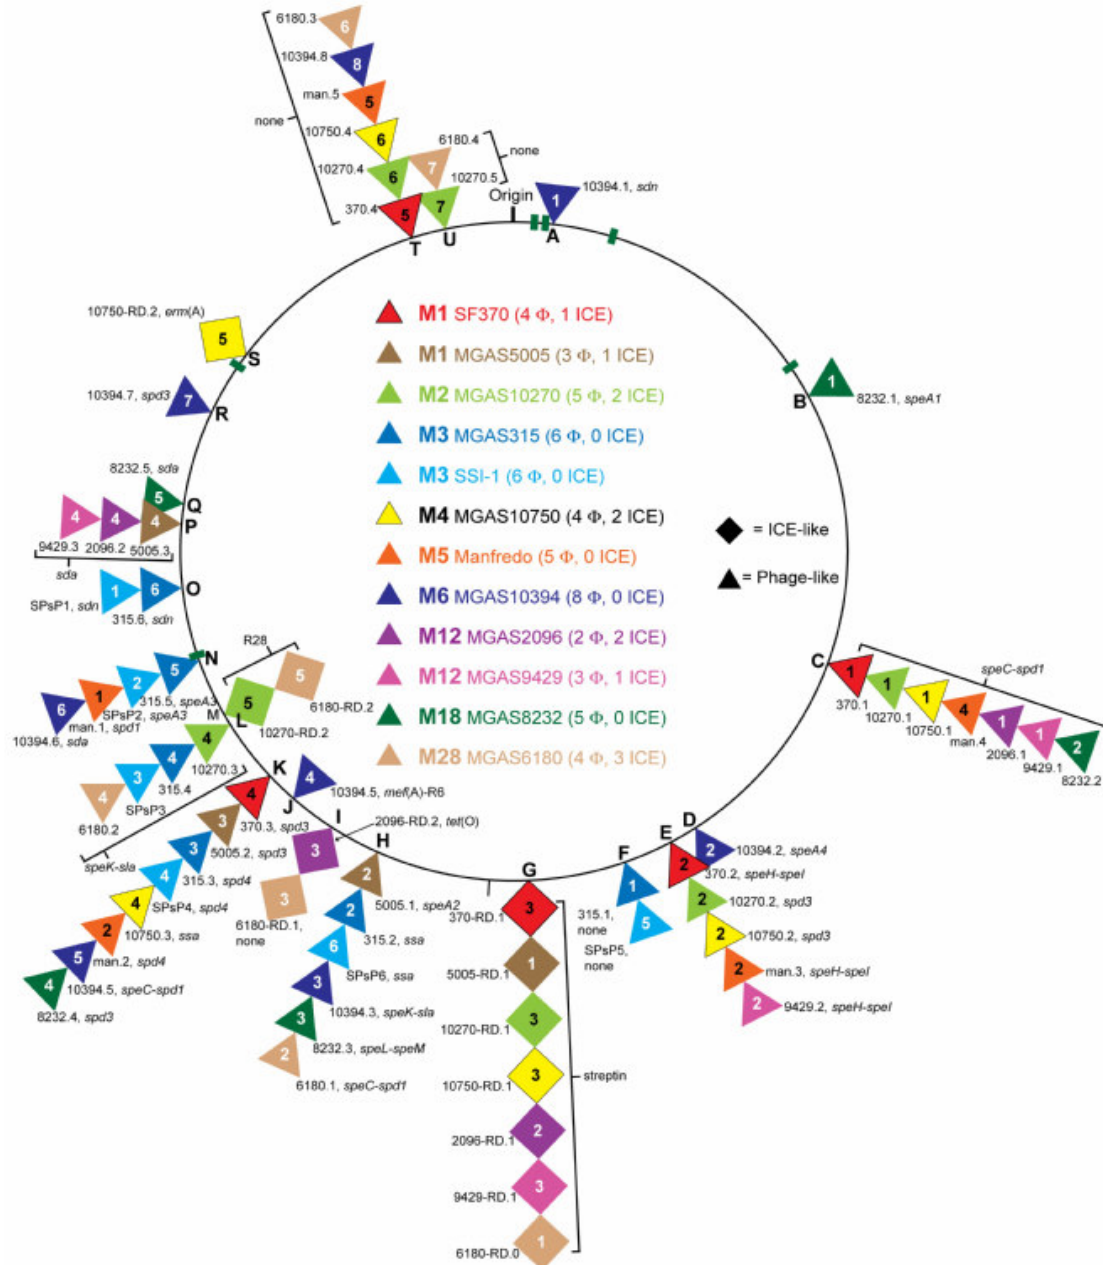 6180.3
6
10394.8
8
man.5
5
none
10750.4
6
6180.4
none
10270.4
6
7
10270.5
370.4
5
7
Origin
1
10394.1, sdn
T
U
A
10750-RD.2, erm(A)
5
S
10394.7, spd3
7
R
1
B
8232.1, speA1
M1 SF370 (4 Φ, 1 ICE)
M1 MGAS5005 (3 Φ, 1 ICE)
M2 MGAS10270 (5 Φ, 2 ICE)
M3 MGAS315 (6 Φ, 0 ICE)
M3 SSI-1 (6 Φ, 0 ICE)
M4 MGAS10750 (4 Φ, 2 ICE)
M5 Manfredo (5 Φ, 0 ICE)
M6 MGAS10394 (8 Φ, 0 ICE)
M12 MGAS2096 (2 Φ, 2 ICE)
M12 MGAS9429 (3 Φ, 1 ICE)
M18 MGAS8232 (5 Φ, 0 ICE)
M28 MGAS6180 (4 Φ, 3 ICE)
= ICE-like
= Phage-like
8232.5, sda
5
Q
4
4
4
P
9429.3
2096.2
5005.3
sda
1
6
O
SPsP1, sdn
315.6, sdn
N
R28
5
5
2
1
6
315.5, speA3
SPsP2, speA3
man.1, spd1
10394.6, sda
M
L
5
6180-RD.2
10270-RD.2
4
4
3
4
10270.3
315.4
SPsP3
6180.2
speK-sla
C
1
1
1
4
1
1
2
speC-spd1
370.1
10270.1
10750.1
man.4
2096.1
9429.1
8232.2
K
4
370.3, spd3
3
5005.2, spd3
3
315.3, spd4
4
SPsP4, spd4
4
10750.3, ssa
2
man.2, spd4
5
10394.5, speC-spd1
4
8232.4, spd3
J
4
10394.5, mef(A)-R6
I
2096-RD.2, tet(O)
3
3
6180-RD.1,
none
H
2
5005.1, speA2
2
315.2, ssa
6
SPsP6, ssa
3
10394.3, speK-sla
3
8232.3, speL-speM
2
6180.1, speC-spd1
G
3
370-RD.1
1
5005-RD.1
3
10270-RD.1
3
10750-RD.1
streptin
2
2096-RD.1
3
9429-RD.1
1
6180-RD.0
F
1
315.1,
none
5
SPsP5,
none
E
D
2
10394.2, speA4
2
370.2, speH-speI
2
10270.2, spd3
2
10750.2, spd3
2
man.3, speH-speI
2
9429.2, speH-speI